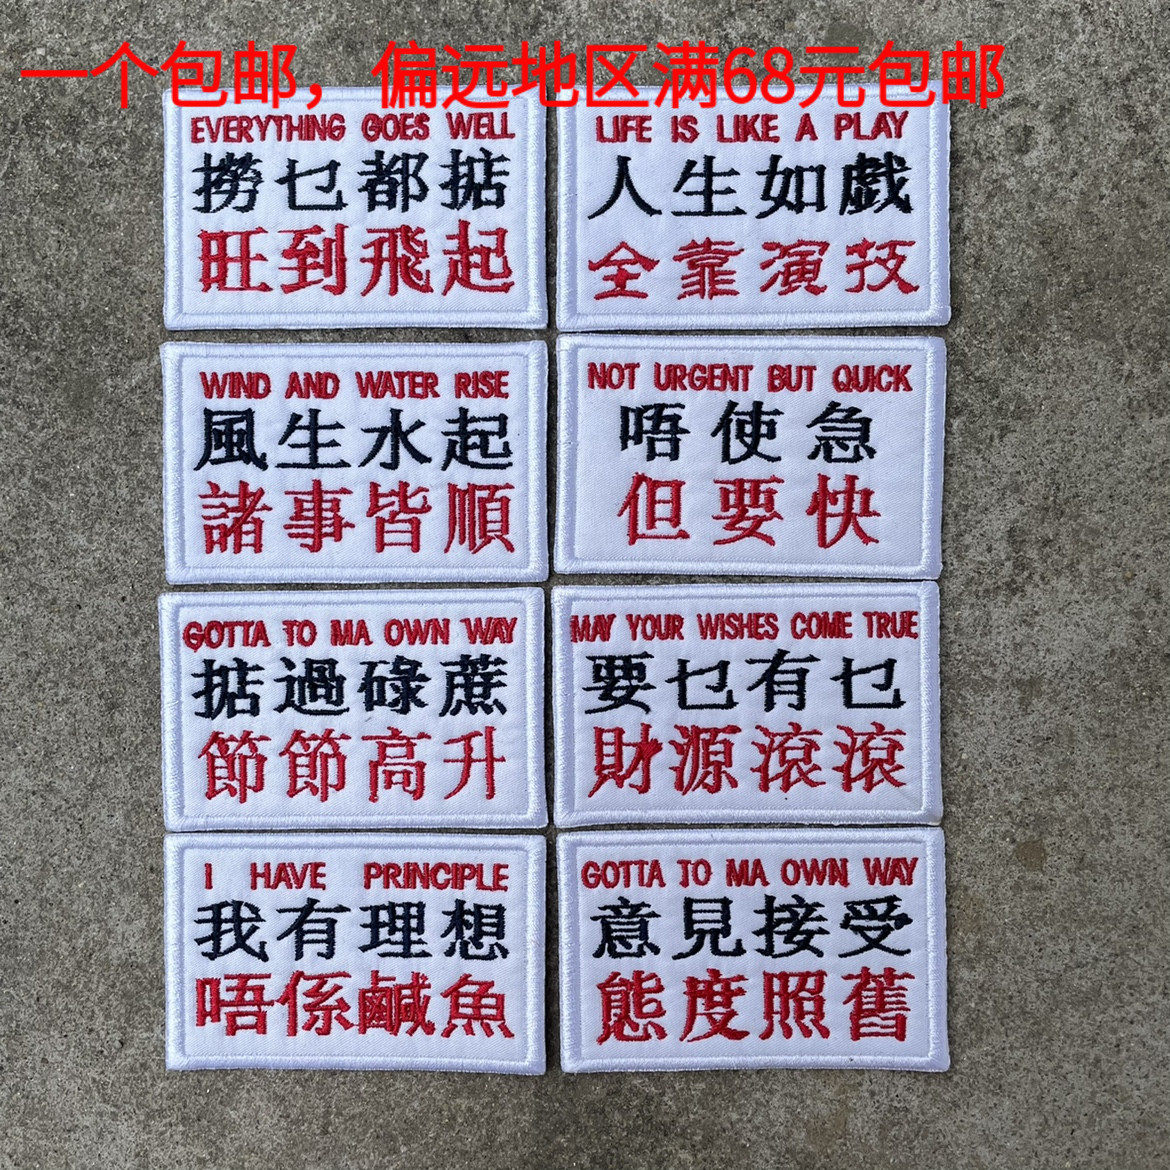 一个包邮，偏远地区满68元包邮
EVERYTHING GOES WELL
撈乜都掂
旺到飛起
LIFE IS LIKE A PLAY
人生如戲
全靠演技
WIND AND WATER RISE
風生水起
諸事皆順
NOT URGENT BUT QUICK
唔使急
但要快
GOTTA TO MA OWN WAY
掂過碌蔗
節節高升
MAY YOUR WISHES COME TRUE
要乜有乜
財源滾滾
I HAVE PRINCIPLE
我有理想
唔係鹹魚
GOTTA TO MA OWN WAY
意見接受
態度照舊